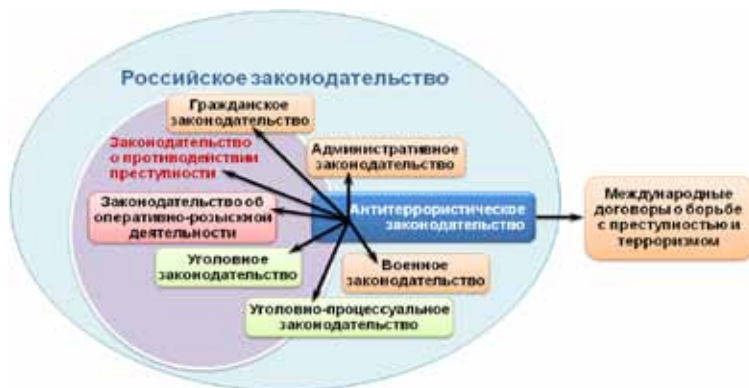 Российское законодательство
Гражданское
законодательство
Законодательство
о противодействии
преступности
Административное
законодательство
Законодательство об
оперативно-розыскной
деятельности
Антитеррористическое
законодательство
Международные
договоры о борьбе
с преступностью и
терроризмом
Уголовное
законодательство
Военное
законодательство
Уголовно-процессуальное
законодательство